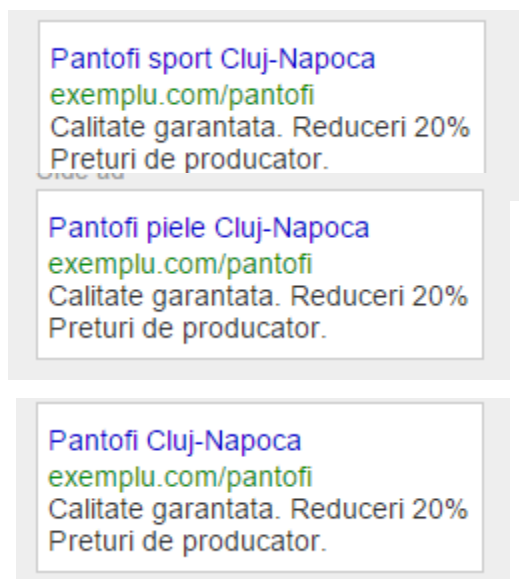 Pantofi sport Cluj-Napoca
exemplu.com/pantofi
Calitate garantata. Reduceri 20%
Preturi de producator.
Side ad
Pantofi piele Cluj-Napoca
exemplu.com/pantofi
Calitate garantata. Reduceri 20%
Preturi de producator.
Pantofi Cluj-Napoca
exemplu.com/pantofi
Calitate garantata. Reduceri 20%
Preturi de producator.